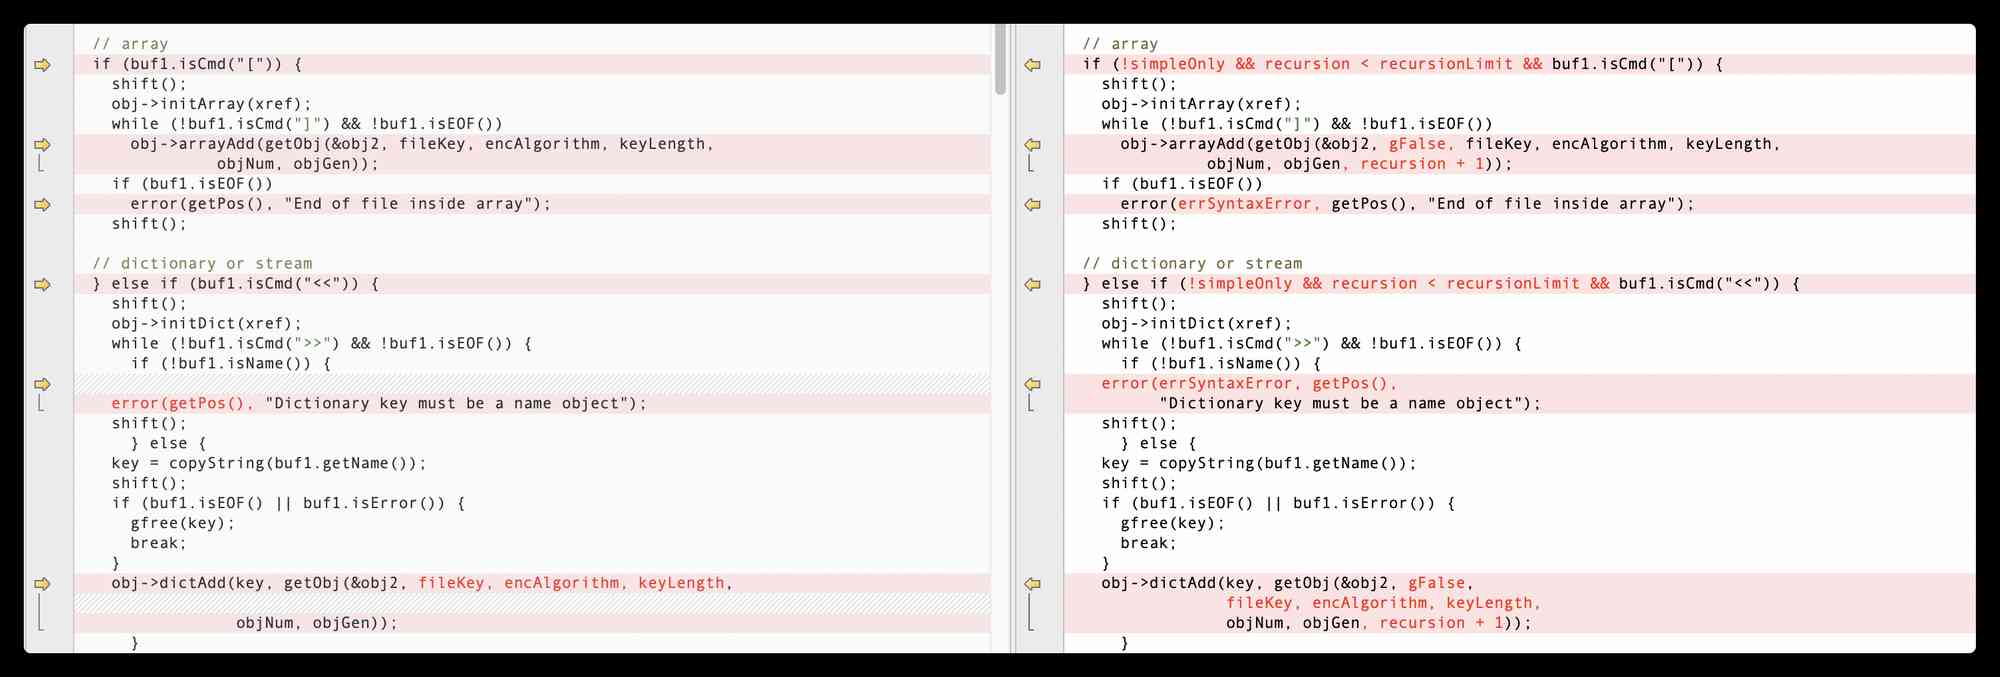 // array
if (buf1.isCmd("[")) {
shift();
obj->initArray(xref);
while (!buf1.isCmd("]") && !buf1.isEOF())
obj->arrayAdd(getObj(&obj2, fileKey, encAlgorithm, keyLength,
objNum, objGen));
if (buf1.isEOF())
error(getPos(), "End of file inside array");
shift();
// dictionary or stream
} else if (buf1.isCmd("<<")) {
shift();
obj->initDict(xref);
while (!buf1.isCmd(">>") && !buf1.isEOF()) {
if (!buf1.isName()) {
error(getPos(), "Dictionary key must be a name object");
shift();
} else {
key = copyString(buf1.getName());
shift();
if (buf1.isEOF() || buf1.isError()) {
gfree(key);
break;
}
obj->dictAdd(key, getObj(&obj2, fileKey, encAlgorithm, keyLength,
objNum, objGen));
}
// array
if (!simpleOnly && recursion < recursionLimit && buf1.isCmd("[")) {
shift();
obj->initArray(xref);
while (!buf1.isCmd("]") && !buf1.isEOF())
obj->arrayAdd(getObj(&obj2, gFalse, fileKey, encAlgorithm, keyLength,
objNum, objGen, recursion + 1));
if (buf1.isEOF())
error(errSyntaxError, getPos(), "End of file inside array");
shift();
// dictionary or stream
} else if (!simpleOnly && recursion < recursionLimit && buf1.isCmd("<<")) {
shift();
obj->initDict(xref);
while (!buf1.isCmd(">>") && !buf1.isEOF()) {
if (!buf1.isName()) {
error(errSyntaxError, getPos(),
"Dictionary key must be a name object");
shift();
} else {
key = copyString(buf1.getName());
shift();
if (buf1.isEOF() || buf1.isError()) {
gfree(key);
break;
}
obj->dictAdd(key, getObj(&obj2, gFalse,
fileKey, encAlgorithm, keyLength,
objNum, objGen, recursion + 1));
}